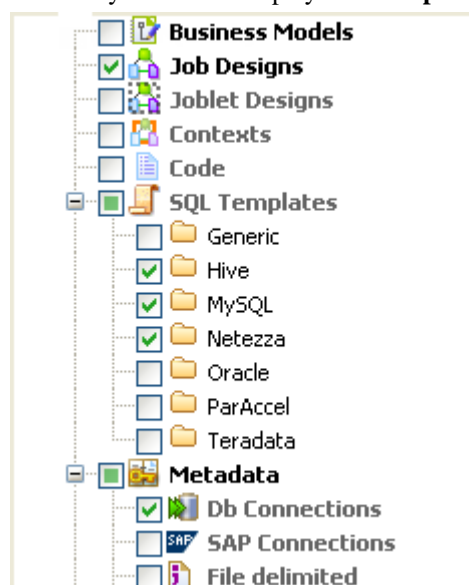 Business Models
Job Designs
Joblet Designs
Contexts
Code
SQL Templates
Generic
Hive
MySQL
Netezza
Oracle
ParAccel
Teradata
Metadata
Db Connections
SAP SAP Connections
File delimited